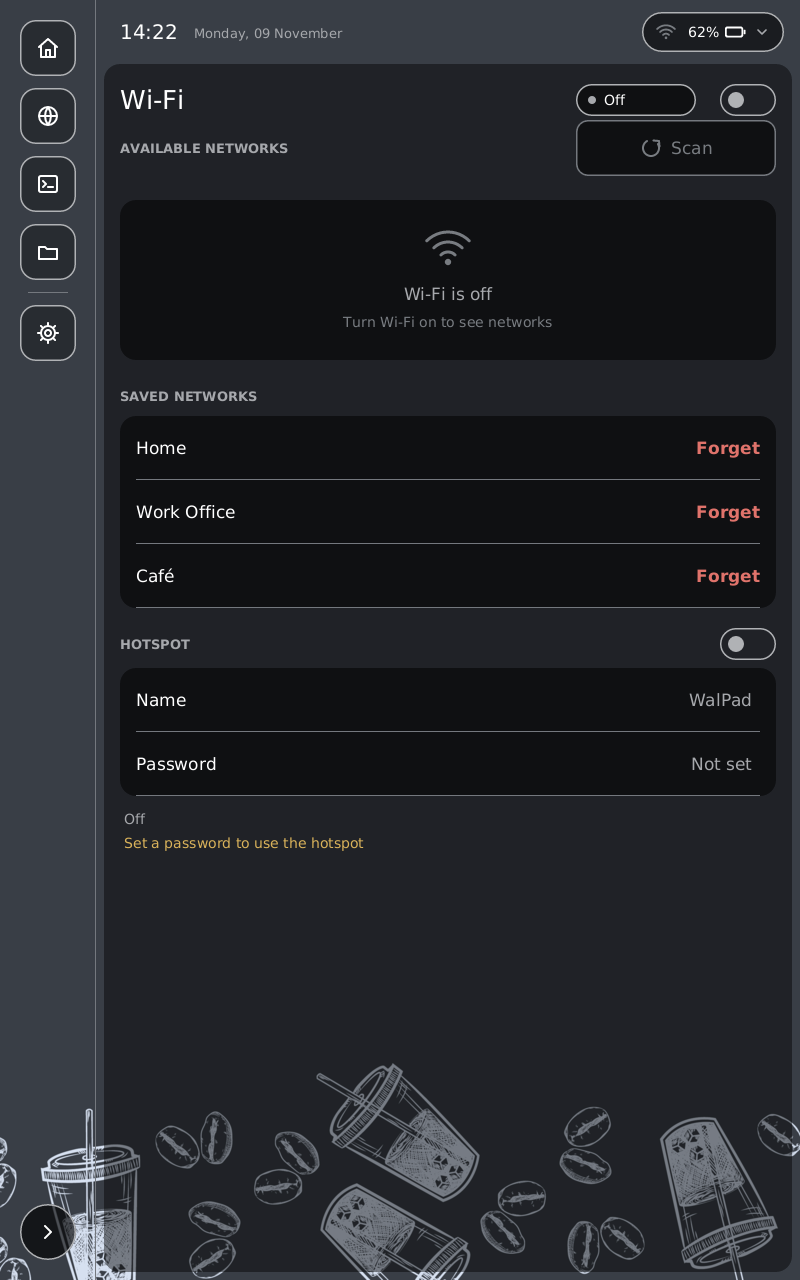 14:22 Monday, 09 November 62%
Wi-Fi Off
AVAILABLE NETWORKS Scan
Wi-Fi is off
Turn Wi-Fi on to see networks
SAVED NETWORKS
Home Forget
Work Office Forget
Café Forget
HOTSPOT
Name WalPad
Password Not set
Off
Set a password to use the hotspot